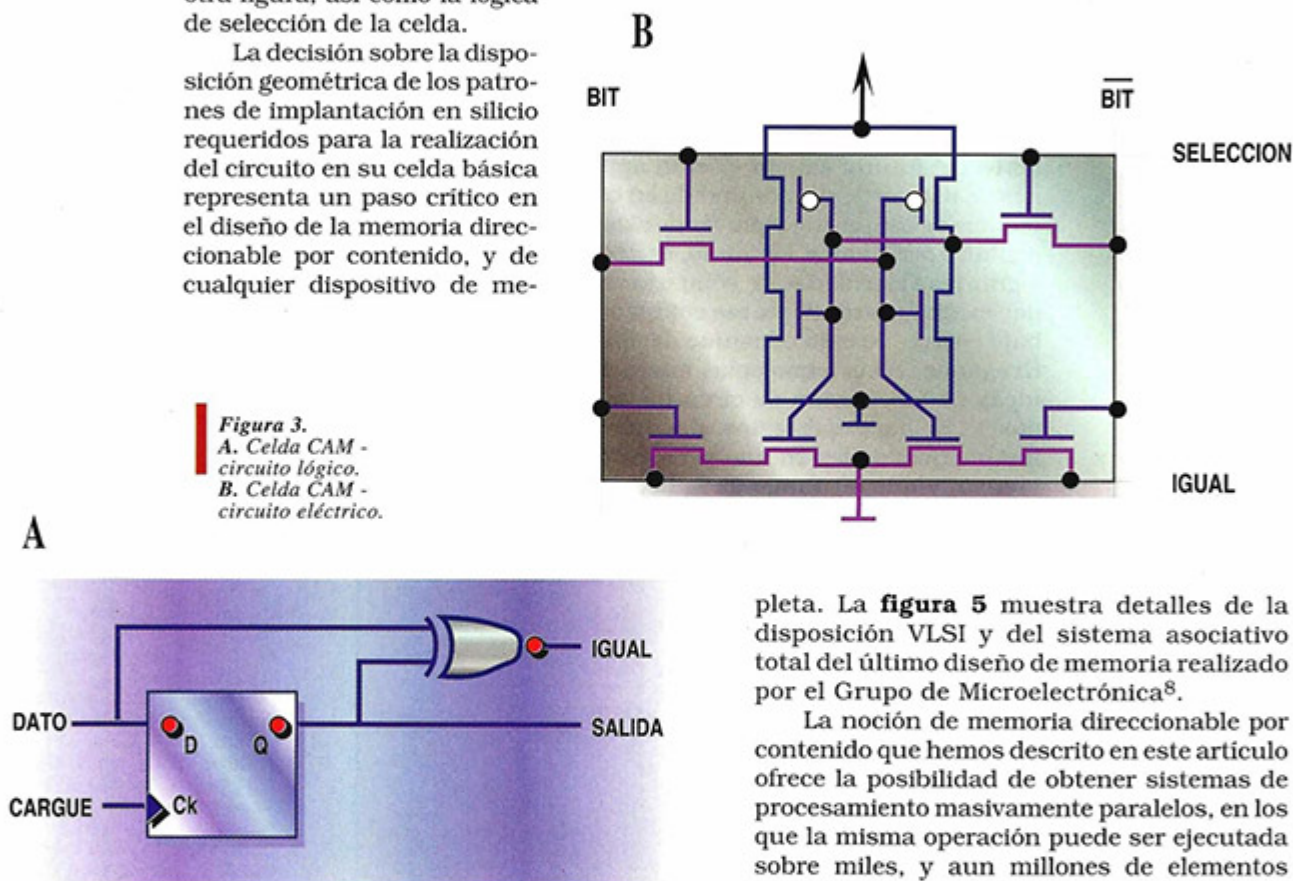 otra figura, así como la lógica
de selección de la celda.
La decisión sobre la dispo-
sición geométrica de los patro-
nes de implantación en silicio
requeridos para la realización
del circuito en su celda básica
representa un paso crítico en
el diseño de la memoria direc-
cionable por contenido, y de
cualquier dispositivo de me-
Figura 3.
A. Celda CAM -
circuito lógico.
B. Celda CAM -
circuito eléctrico.
B
BIT
BIT
SELECCION
IGUAL
A
IGUAL
DATO
D
Q
SALIDA
CARGUE
Ck
pleta. La figura 5 muestra detalles de la
disposición VLSI y del sistema asociativo
total del último diseño de memoria realizado
por el Grupo de Microelectrónica8.
La noción de memoria direccionable por
contenido que hemos descrito en este artículo
ofrece la posibilidad de obtener sistemas de
procesamiento masivamente paralelos, en los
que la misma operación puede ser ejecutada
sobre miles, y aun millones de elementos